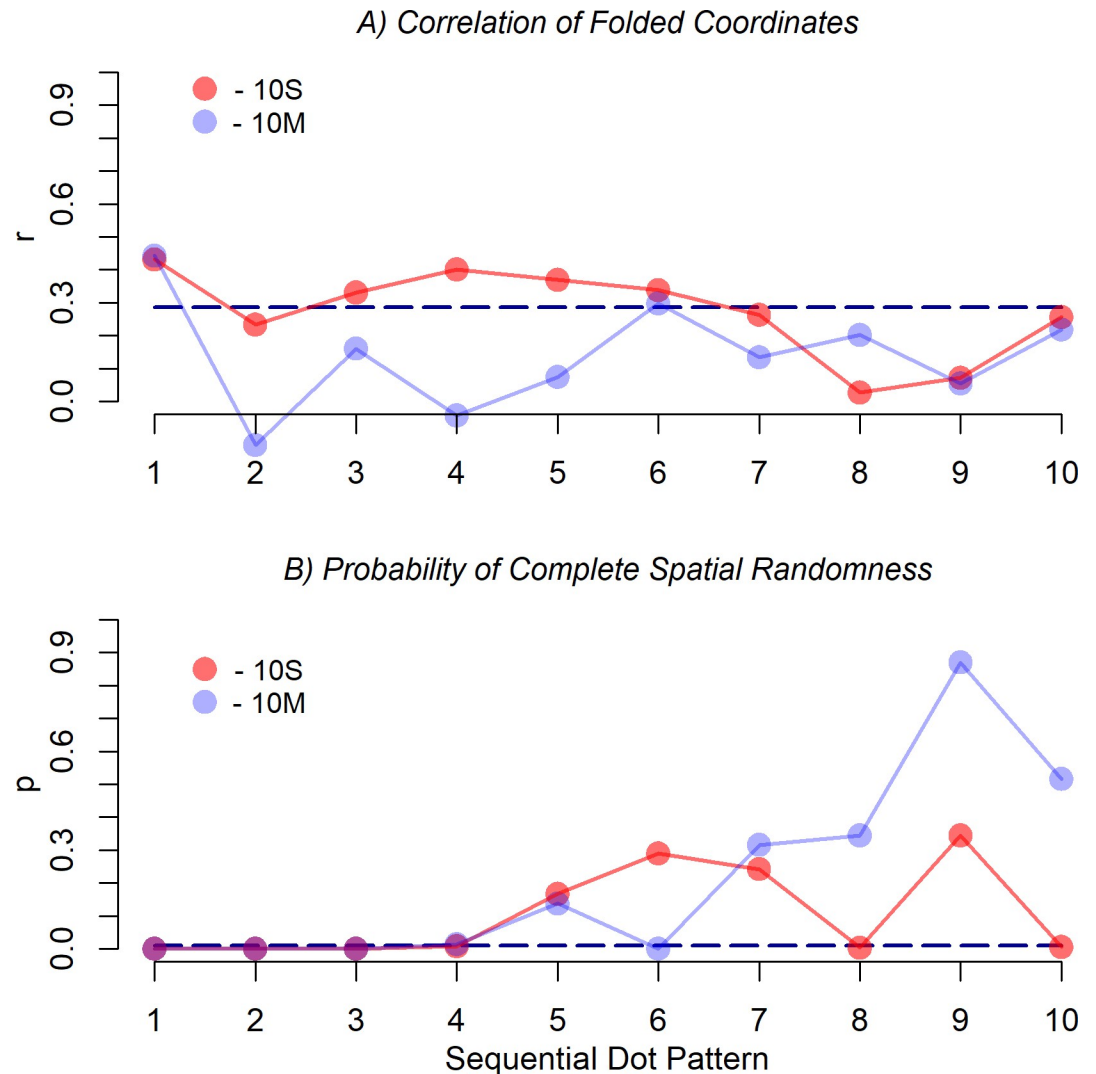 A) Correlation of Folded Coordinates
- 10S
- 10M
r
0.9
0.6
0.3
0.0
1 2 3 4 5 6 7 8 9 10
B) Probability of Complete Spatial Randomness
- 10S
- 10M
p
0.9
0.6
0.3
0.0
1 2 3 4 5 6 7 8 9 10
Sequential Dot Pattern